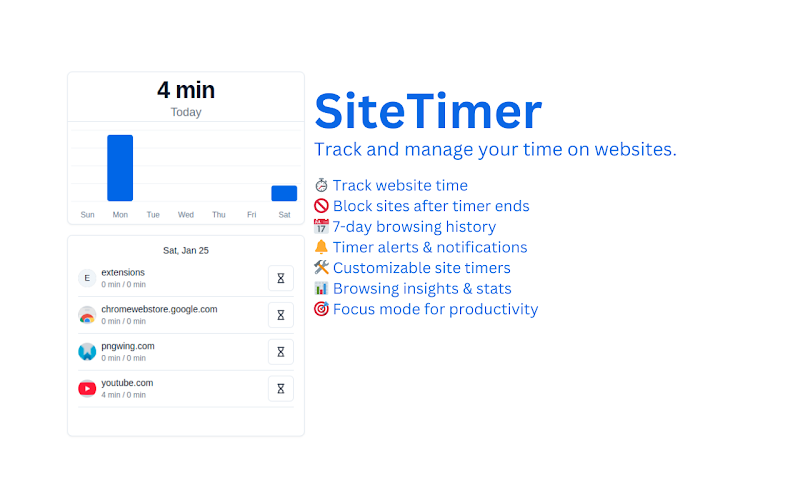 4 min
Today
Sun Mon Tue Wed Thu Fri Sat
Sat, Jan 25
E
extensions
0 min / 0 min
chromewebstore.google.com
0 min / 0 min
pngwing.com
0 min / 0 min
youtube.com
4 min / 0 min
SiteTimer
Track and manage your time on websites.
Track website time
Block sites after timer ends
17 7-day browsing history
Timer alerts & notifications
Customizable site timers
Browsing insights & stats
Focus mode for productivity